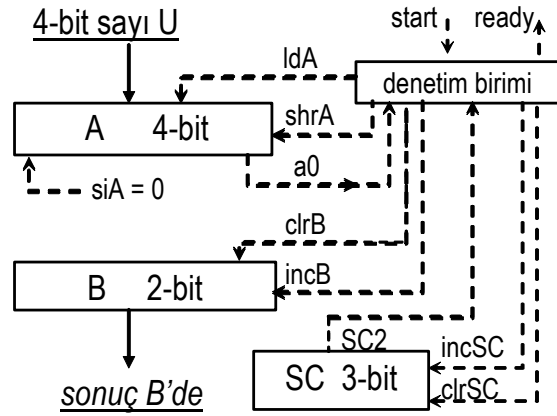 4-bit sayı U
start
ready
ldA
denetim birimi
A 4-bit
shrA
a0
siA = 0
clrB
B 2-bit
incB
SC2
incSC
SC 3-bit
clrSC
sonuç B'de